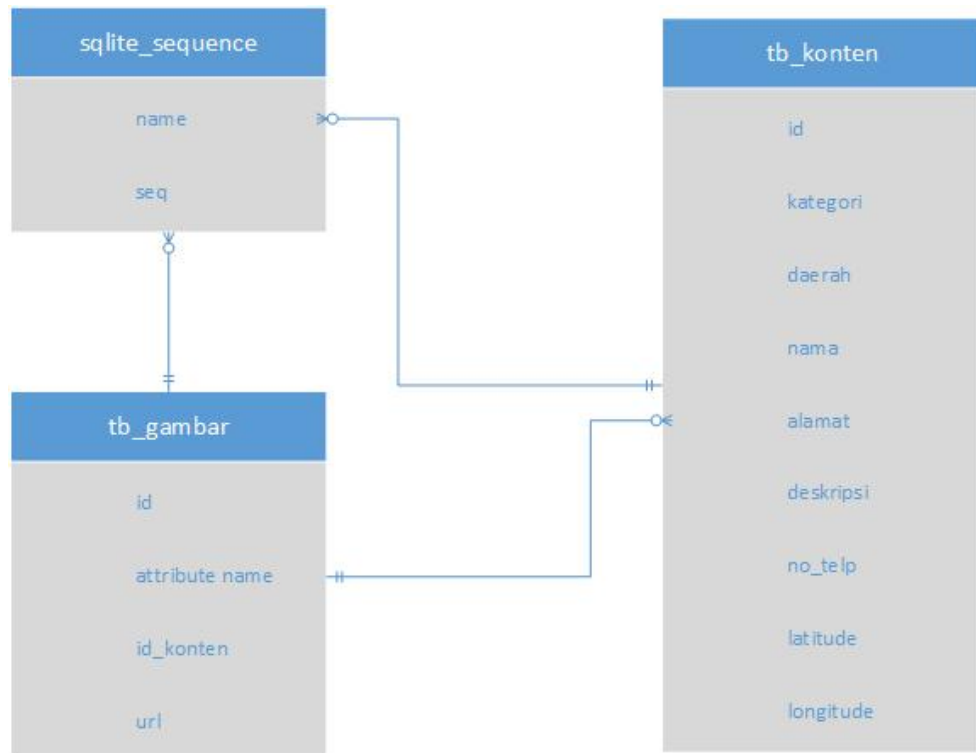 sqlite_sequence
name
seq
tb_gambar
id
attribute name
id_konten
url
tb_konten
id
kategori
daerah
nama
alamat
deskripsi
no_telp
latitude
longitude